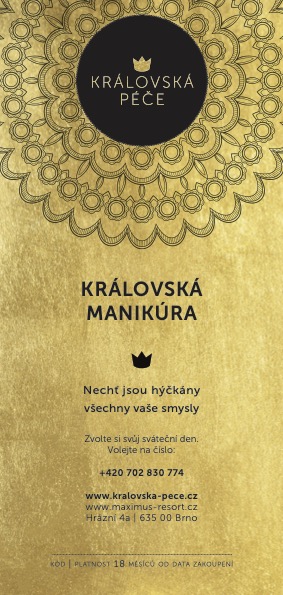 KRÁLOVSKÁ
PÉČE
KRÁLOVSKÁ
MANIKÚRA
Nechť jsou hýčkány
všechny vaše smysly
Zvolte si svůj sváteční den.
Volejte na číslo:
+420 702 830 774
www.kralovska-pece.cz
www.maximus-resort.cz
Hrázní 4a | 635 00 Brno
KÓD | PLATNOST 18 MĚSÍCŮ OD DATA ZAKOUPENÍ